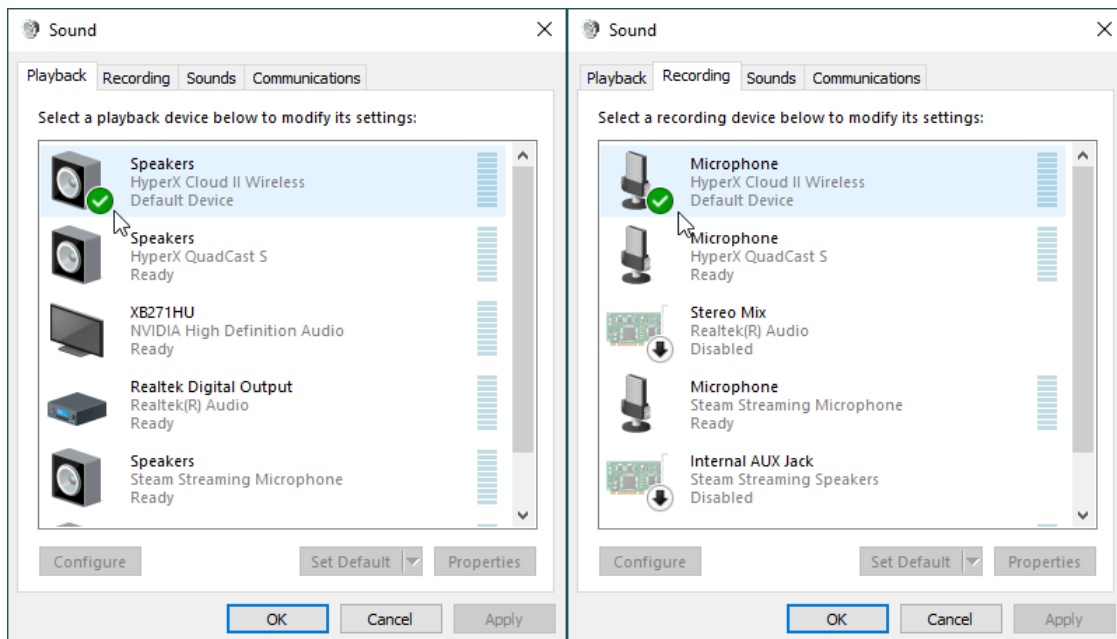 Sound
Playback Recording Sounds Communications
Select a playback device below to modify its settings:
Speakers
HyperX Cloud II Wireless
Default Device
Speakers
HyperX QuadCast S
Ready
XB271HU
NVIDIA High Definition Audio
Ready
Realtek Digital Output
Realtek(R) Audio
Ready
Speakers
Steam Streaming Microphone
Ready
Configure Set Default Properties
OK Cancel Apply
Sound
Playback Recording Sounds Communications
Select a recording device below to modify its settings:
Microphone
HyperX Cloud II Wireless
Default Device
Microphone
HyperX QuadCast S
Ready
Stereo Mix
Realtek(R) Audio
Disabled
Microphone
Steam Streaming Microphone
Ready
Internal AUX Jack
Steam Streaming Speakers
Disabled
Configure Set Default Properties
OK Cancel Apply